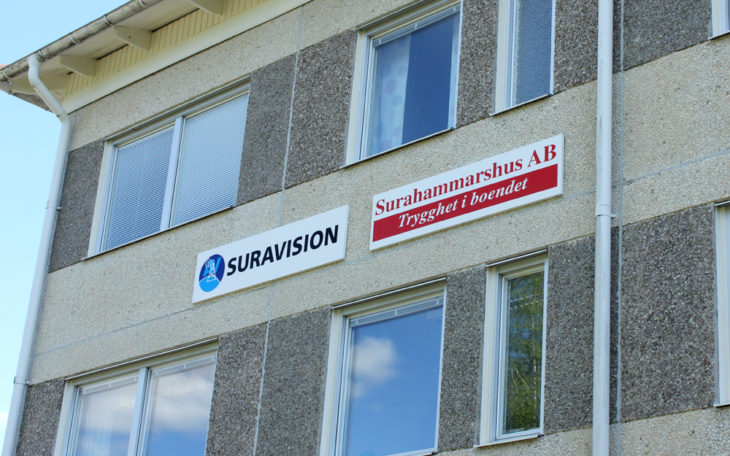 SURAVISION
Surahammarshus AB
Trygghet i boendet